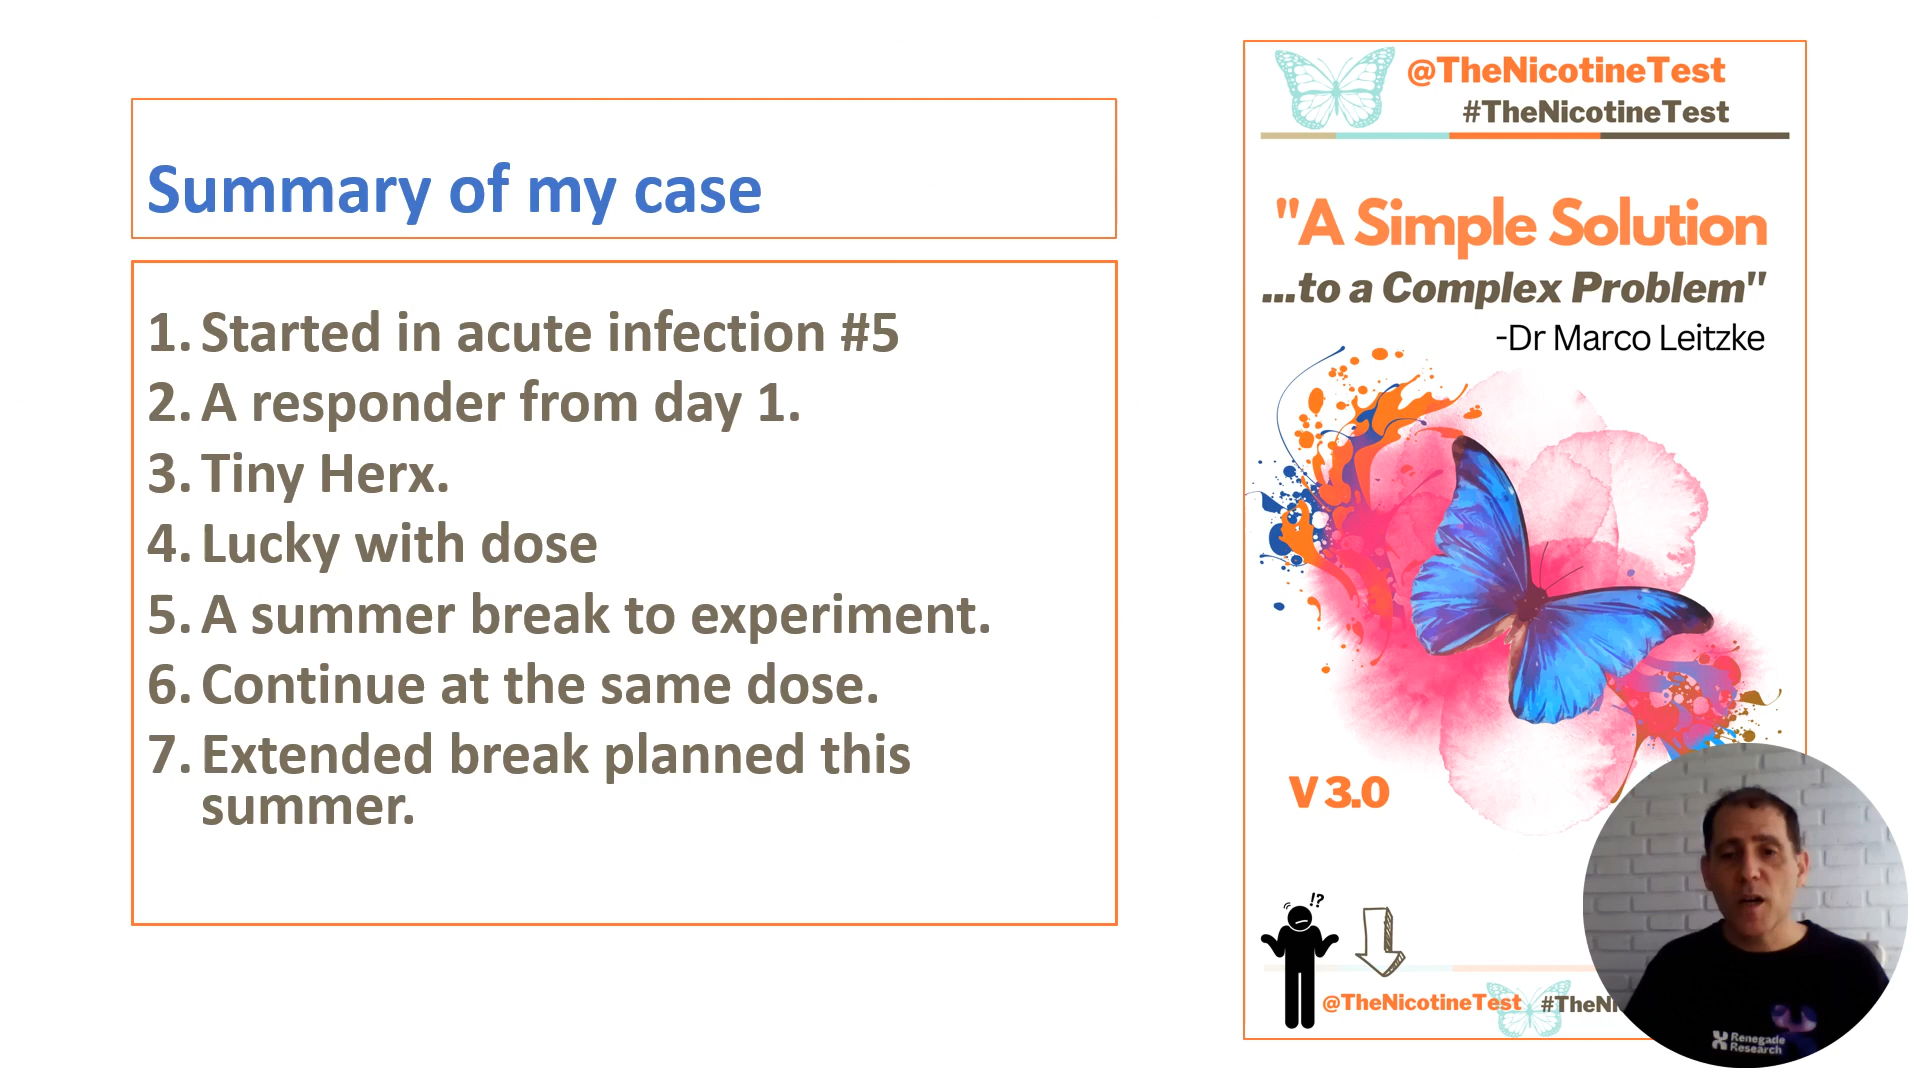 Summary of my case
1. Started in acute infection #5
2. A responder from day 1.
3. Tiny Herx.
4. Lucky with dose
5. A summer break to experiment.
6. Continue at the same dose.
7. Extended break planned this
summer.
@TheNicotineTest
#TheNicotineTest
"A Simple Solution
...to a Complex Problem"
-Dr Marco Leitzke
V 3.0
!?
@TheNicotineTest
Renegade
Research